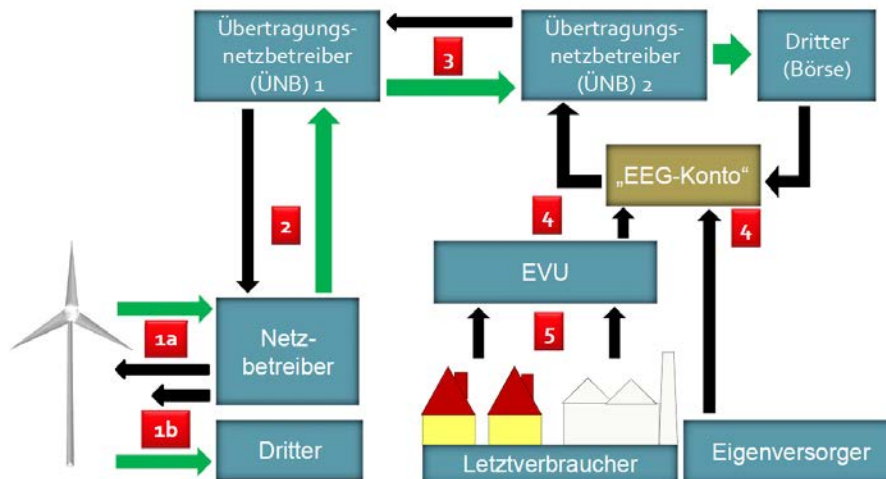 Übertragungs-
netzbetreiber
(ÜNB) 1
3
Übertragungs-
netzbetreiber
(ÜNB) 2
Dritter
(Börse)
„EEG-Konto“
2
4
4
EVU
1a
Netz-
betreiber
5
1b
Dritter
Letztverbraucher
Eigenversorger